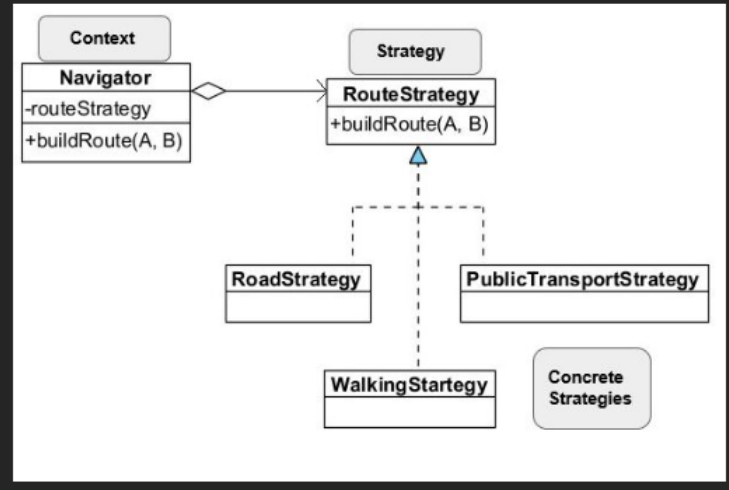 Context
Navigator
-routeStrategy
+buildRoute(A, B)
Strategy
RouteStrategy
+buildRoute(A, B)
RoadStrategy
PublicTransportStrategy
WalkingStartegy
Concrete
Strategies